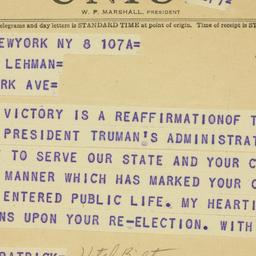 W. P. MARSHALL, PRESIDENT
telegrams and day letters is STANDARD TIME at point of origin. Time of receipt is
NEWYORK NY 8 107A=
LEHMAN=
RK AVE=
VICTORY IS A REAFFIRMATIONOF T
PRESIDENT TRUMAN'S ADMINISTRAT
TO SERVE OUR STATE AND YOUR C
MANNER WHICH HAS MARKED YOUR
ENTERED PUBLIC LIFE. MY HEARTI
NS UPON YOUR RE-ELECTION. WITH
PATRICK=